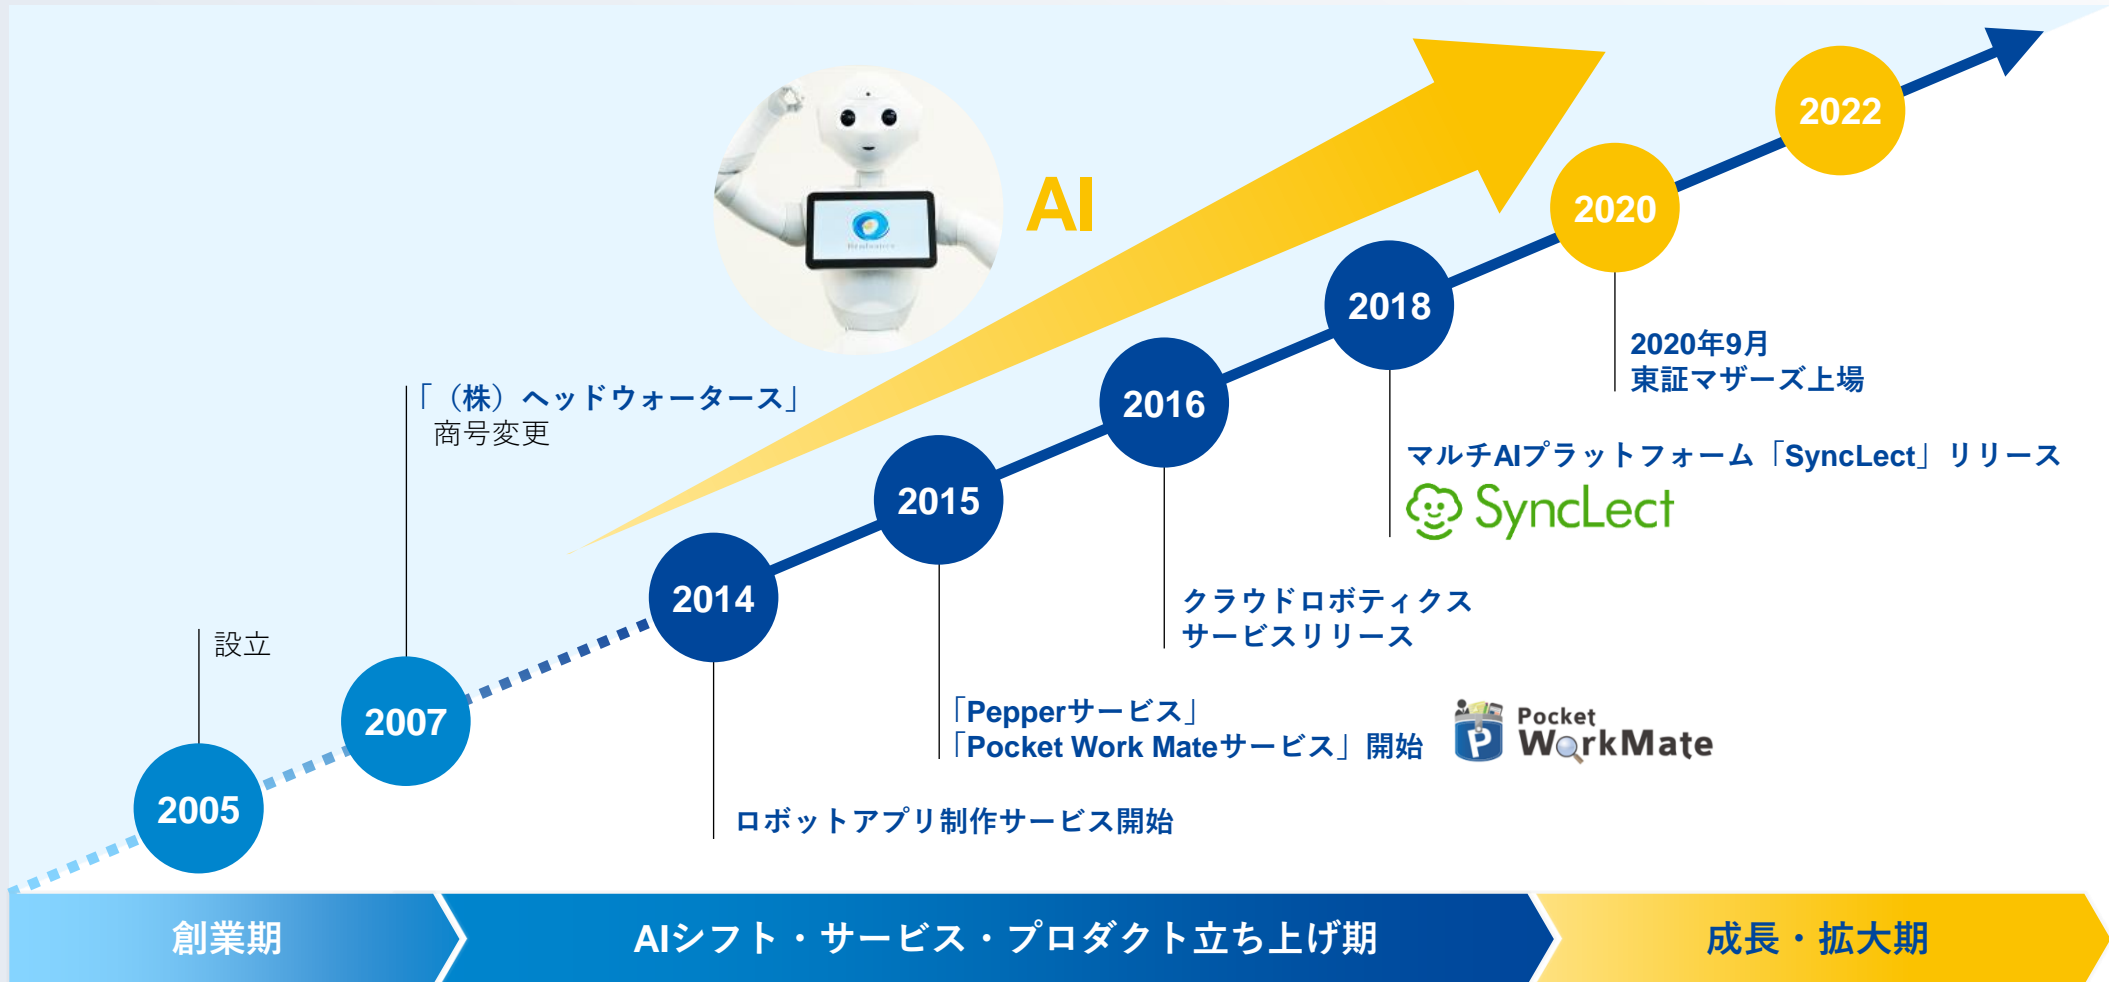 AI
2022
2020
2018
2020年9月
東証マザーズ上場
「（株）ヘッドウォータース」
商号変更
2016
マルチAIプラットフォーム「SyncLect」リリース
SyncLect
2015
2014
クラウドロボティクス
サービスリリース
設立
2007
「Pepperサービス」
「Pocket Work Mateサービス」開始
Pocket
WorkMate
2005
ロボットアプリ制作サービス開始
創業期
AIシフト・サービス・プロダクト立ち上げ期
成長・拡大期